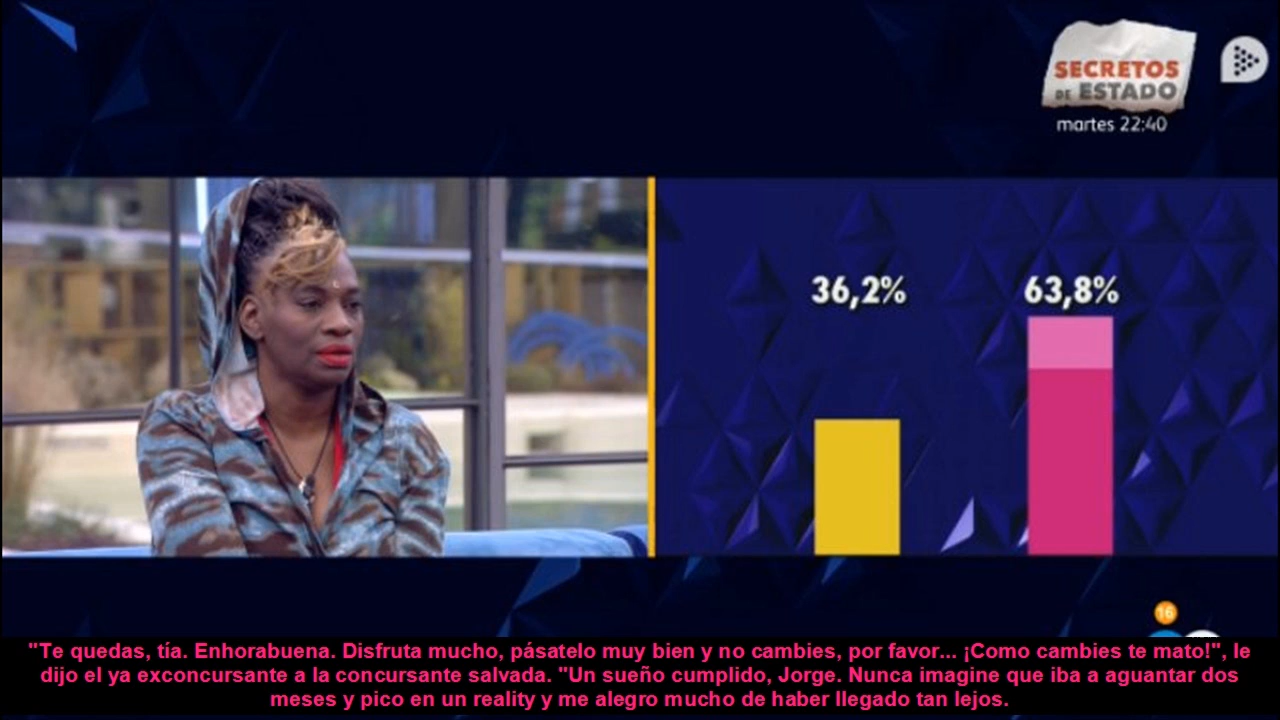 SECRETOS
DE ESTADO
martes 22:40
36,2%
63,8%
16
"Te quedas, tía. Enhorabuena. Disfruta mucho, pásatelo muy bien y no cambies, por favor... ¡Como cambies te mato!", le
dijo el ya exconcursante a la concursante salvada. "Un sueño cumplido, Jorge. Nunca imagine que iba a aguantar dos
meses y pico en un reality y me alegro mucho de haber llegado tan lejos.